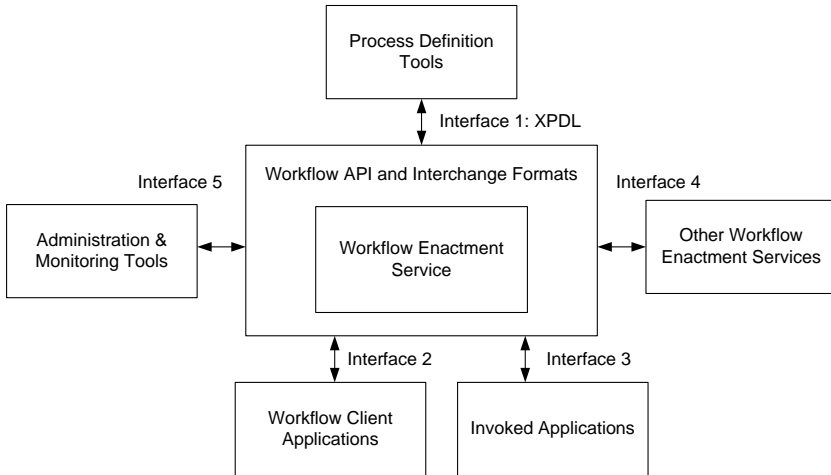 Process Definition
Tools
Interface 1: XPDL
Workflow API and Interchange Formats
Interface 5
Interface 4
Administration &
Monitoring Tools
Workflow Enactment
Service
Other Workflow
Enactment Services
Interface 2
Interface 3
Workflow Client
Applications
Invoked Applications